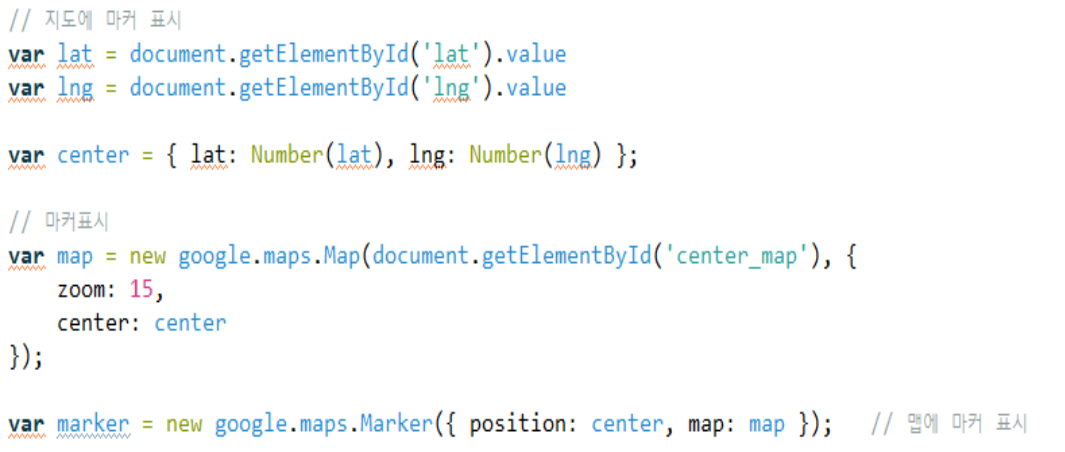 // 지도에 마커 표시
var lat = document.getElementById('lat').value
var lng = document.getElementById('lng').value
var center = { lat: Number(lat), lng: Number(lng) };
// 마커표시
var map = new google.maps.Map(document.getElementById('center_map'), {
    zoom: 15,
    center: center
});
var marker = new google.maps.Marker({ position: center, map: map });   // 맵에 마커 표시